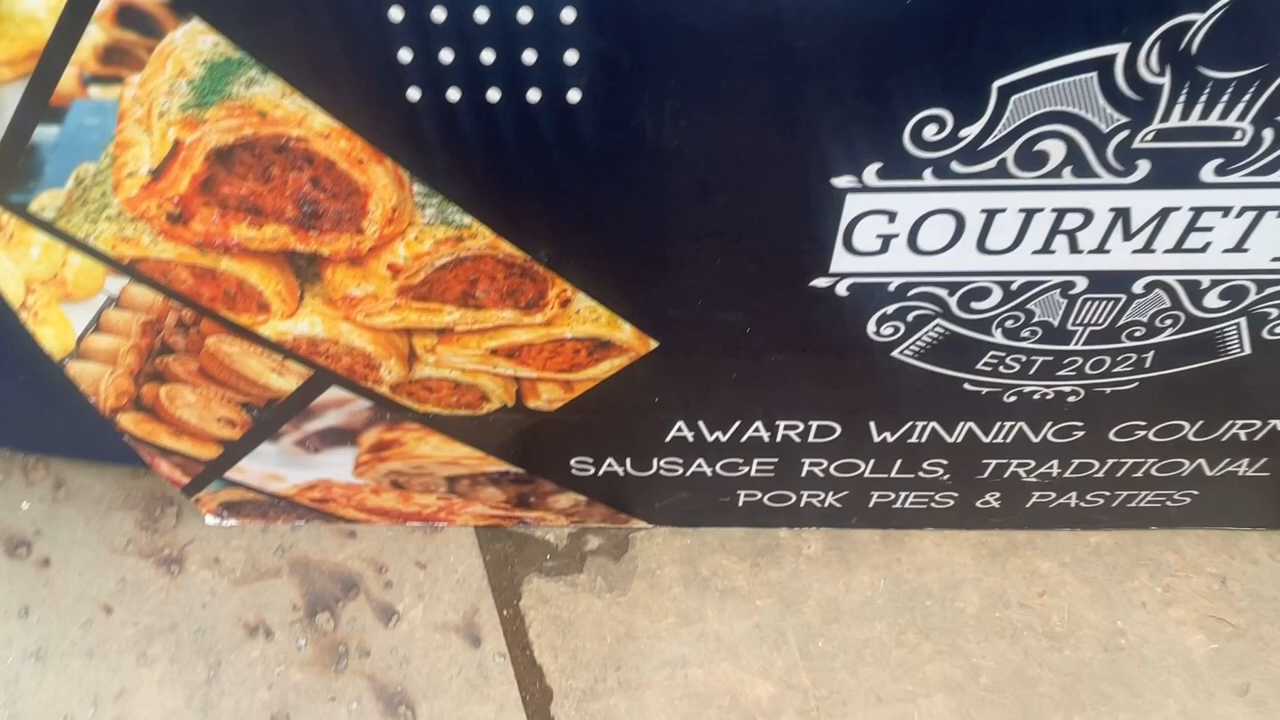 GOURMET
EST 2021
AWARD WINNING
SAUSAGE ROLLS, TRADITIONAL
PORK PIES & PASTIES